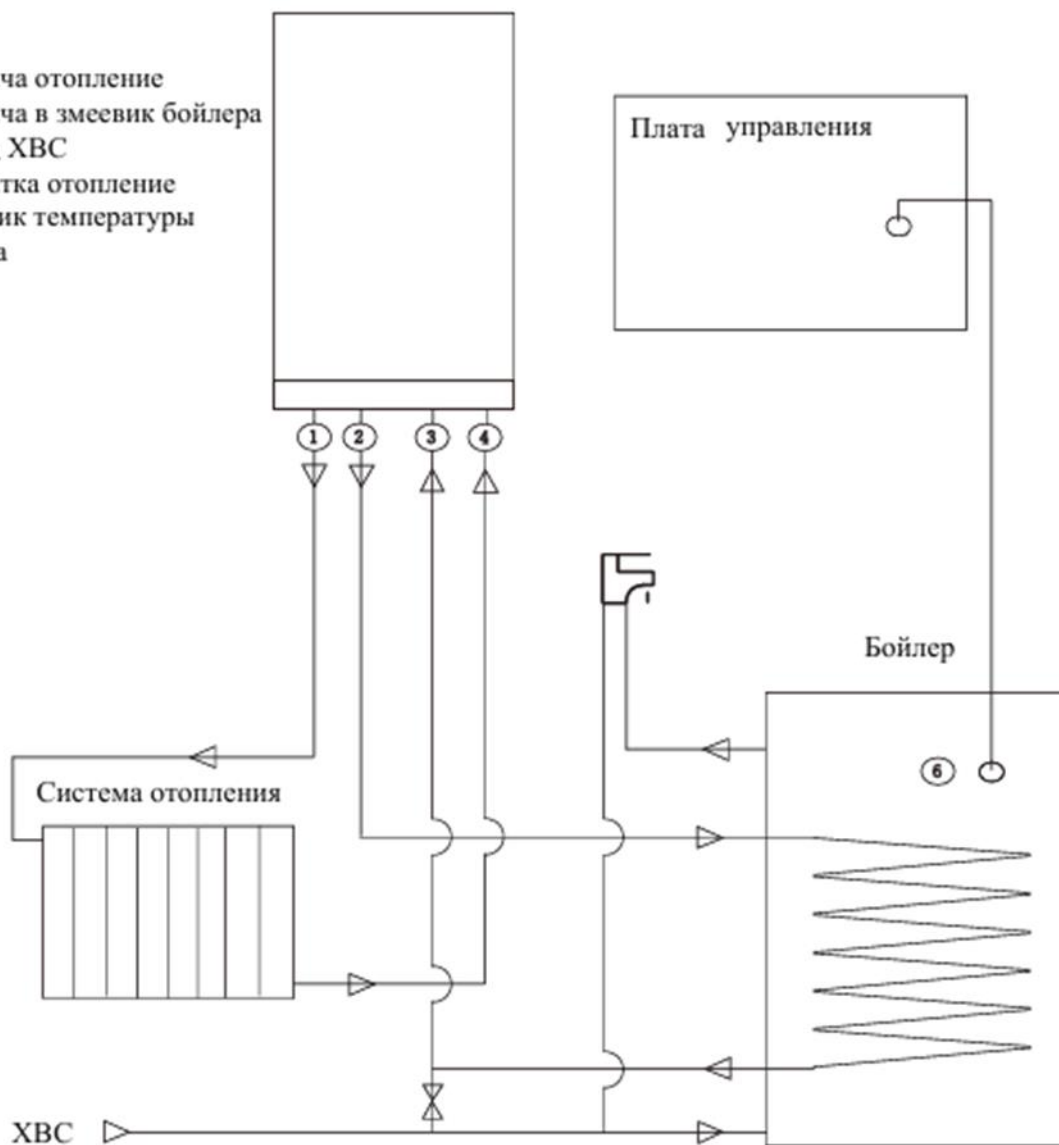 ча отопление
ча в змеевик бойлера
ХВС
тка отопление
ик температуры
а
Плата управления
1 2 3 4
Бойлер
6
Система отопления
ХВС